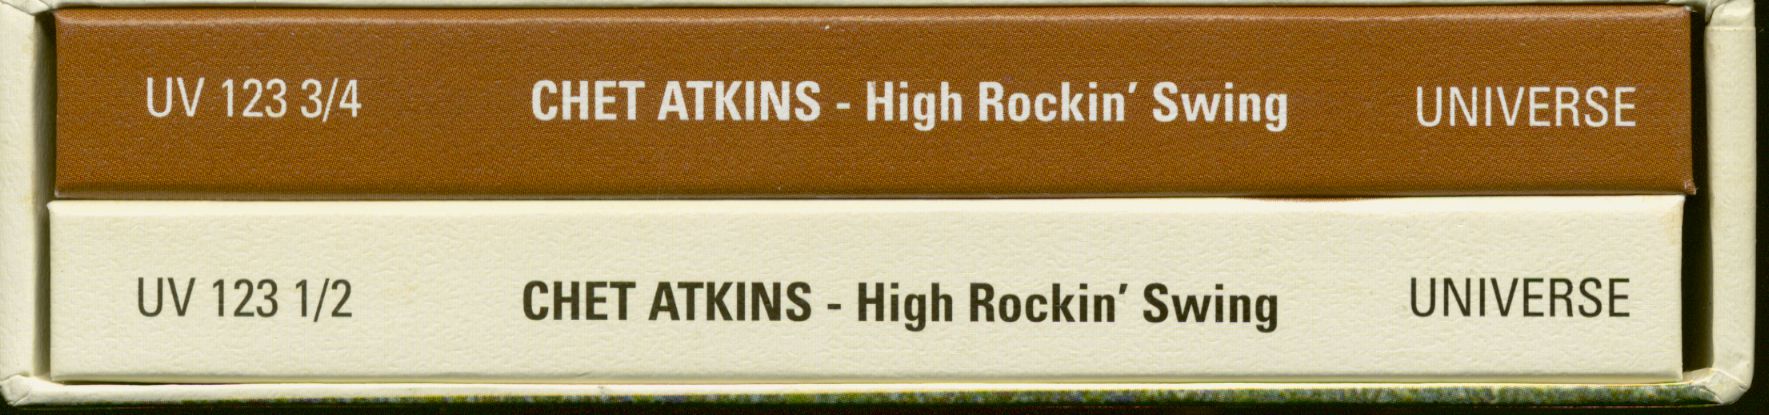 UV 123 3/4 CHET ATKINS - High Rockin' Swing UNIVERSE
UV 123 1/2 CHET ATKINS - High Rockin' Swing UNIVERSE